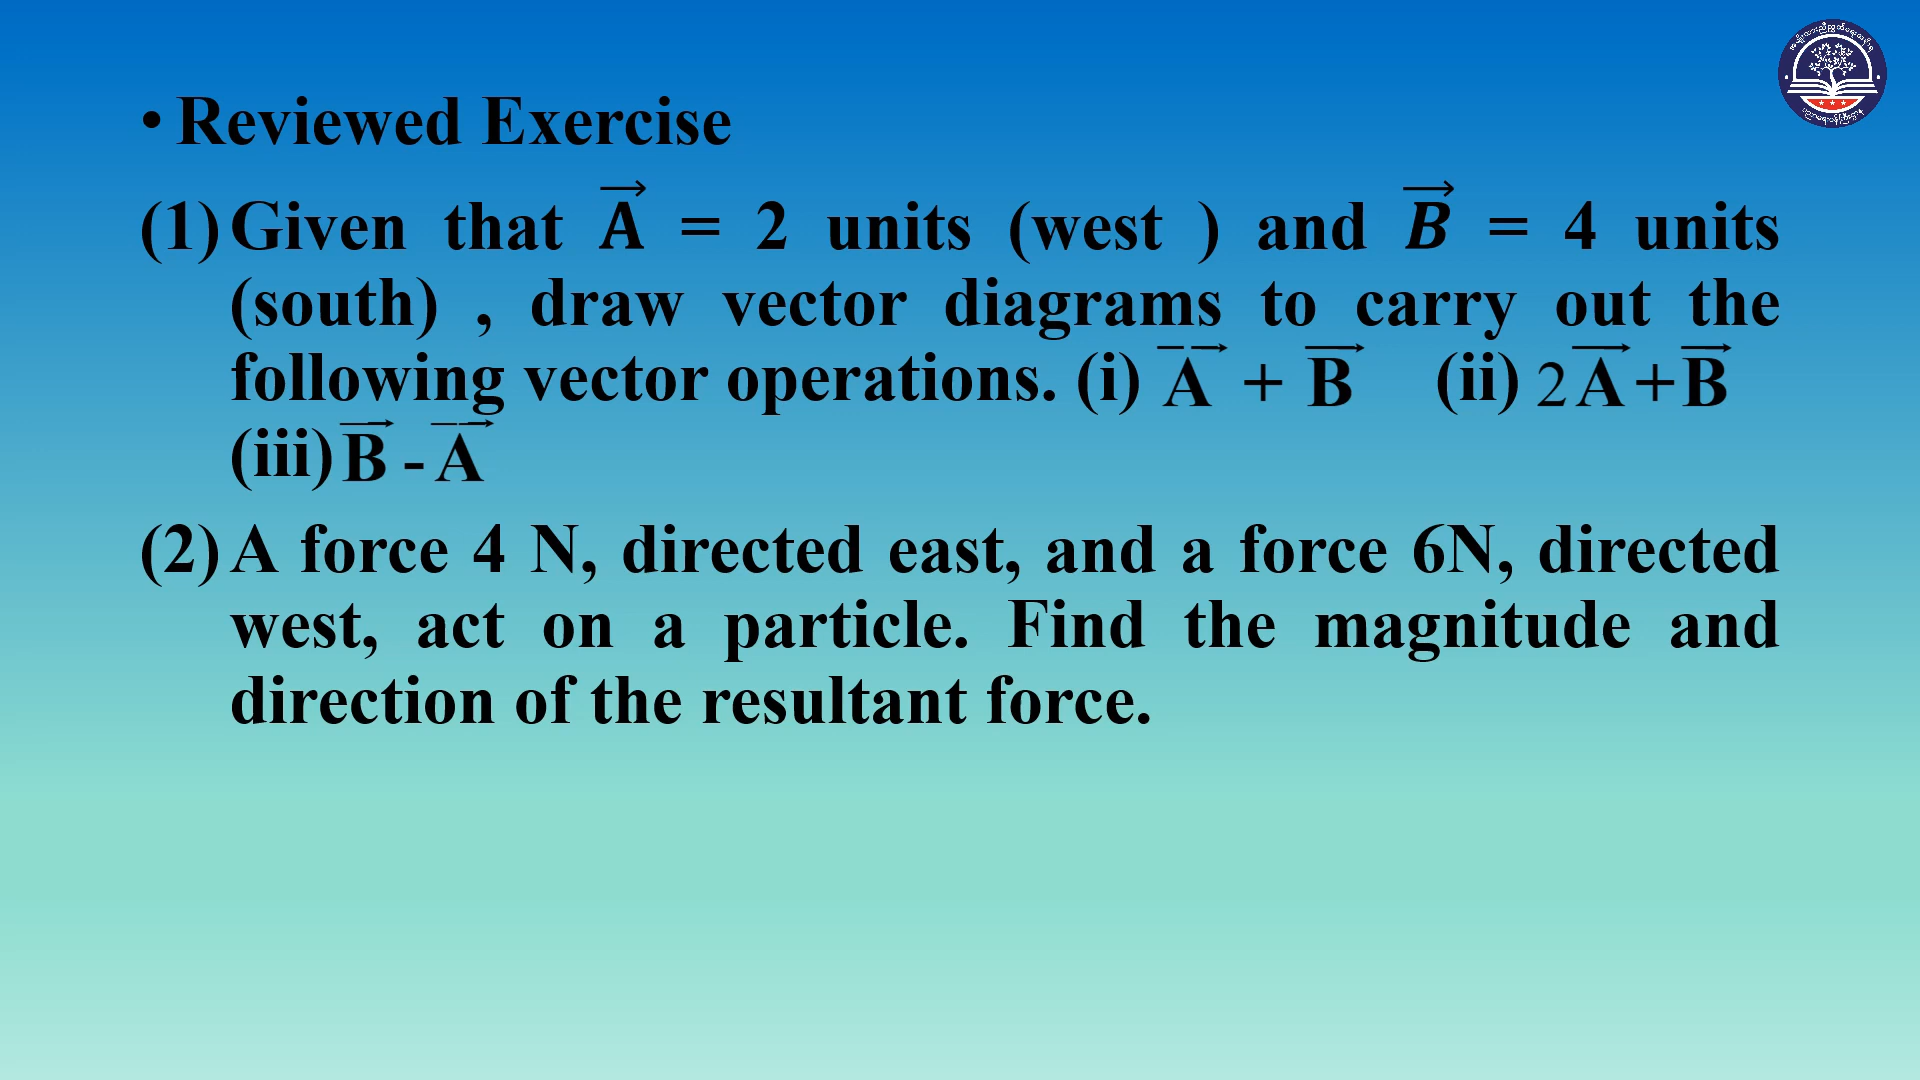 • Reviewed Exercise
(1) Given that A⃗ = 2 units (west ) and B⃗ = 4 units
(south) , draw vector diagrams to carry out the
following vector operations. (i) A⃗ + B⃗ (ii) 2A⃗+B⃗
(iii) B⃗ - A⃗
(2) A force 4 N, directed east, and a force 6N, directed
west, act on a particle. Find the magnitude and
direction of the resultant force.